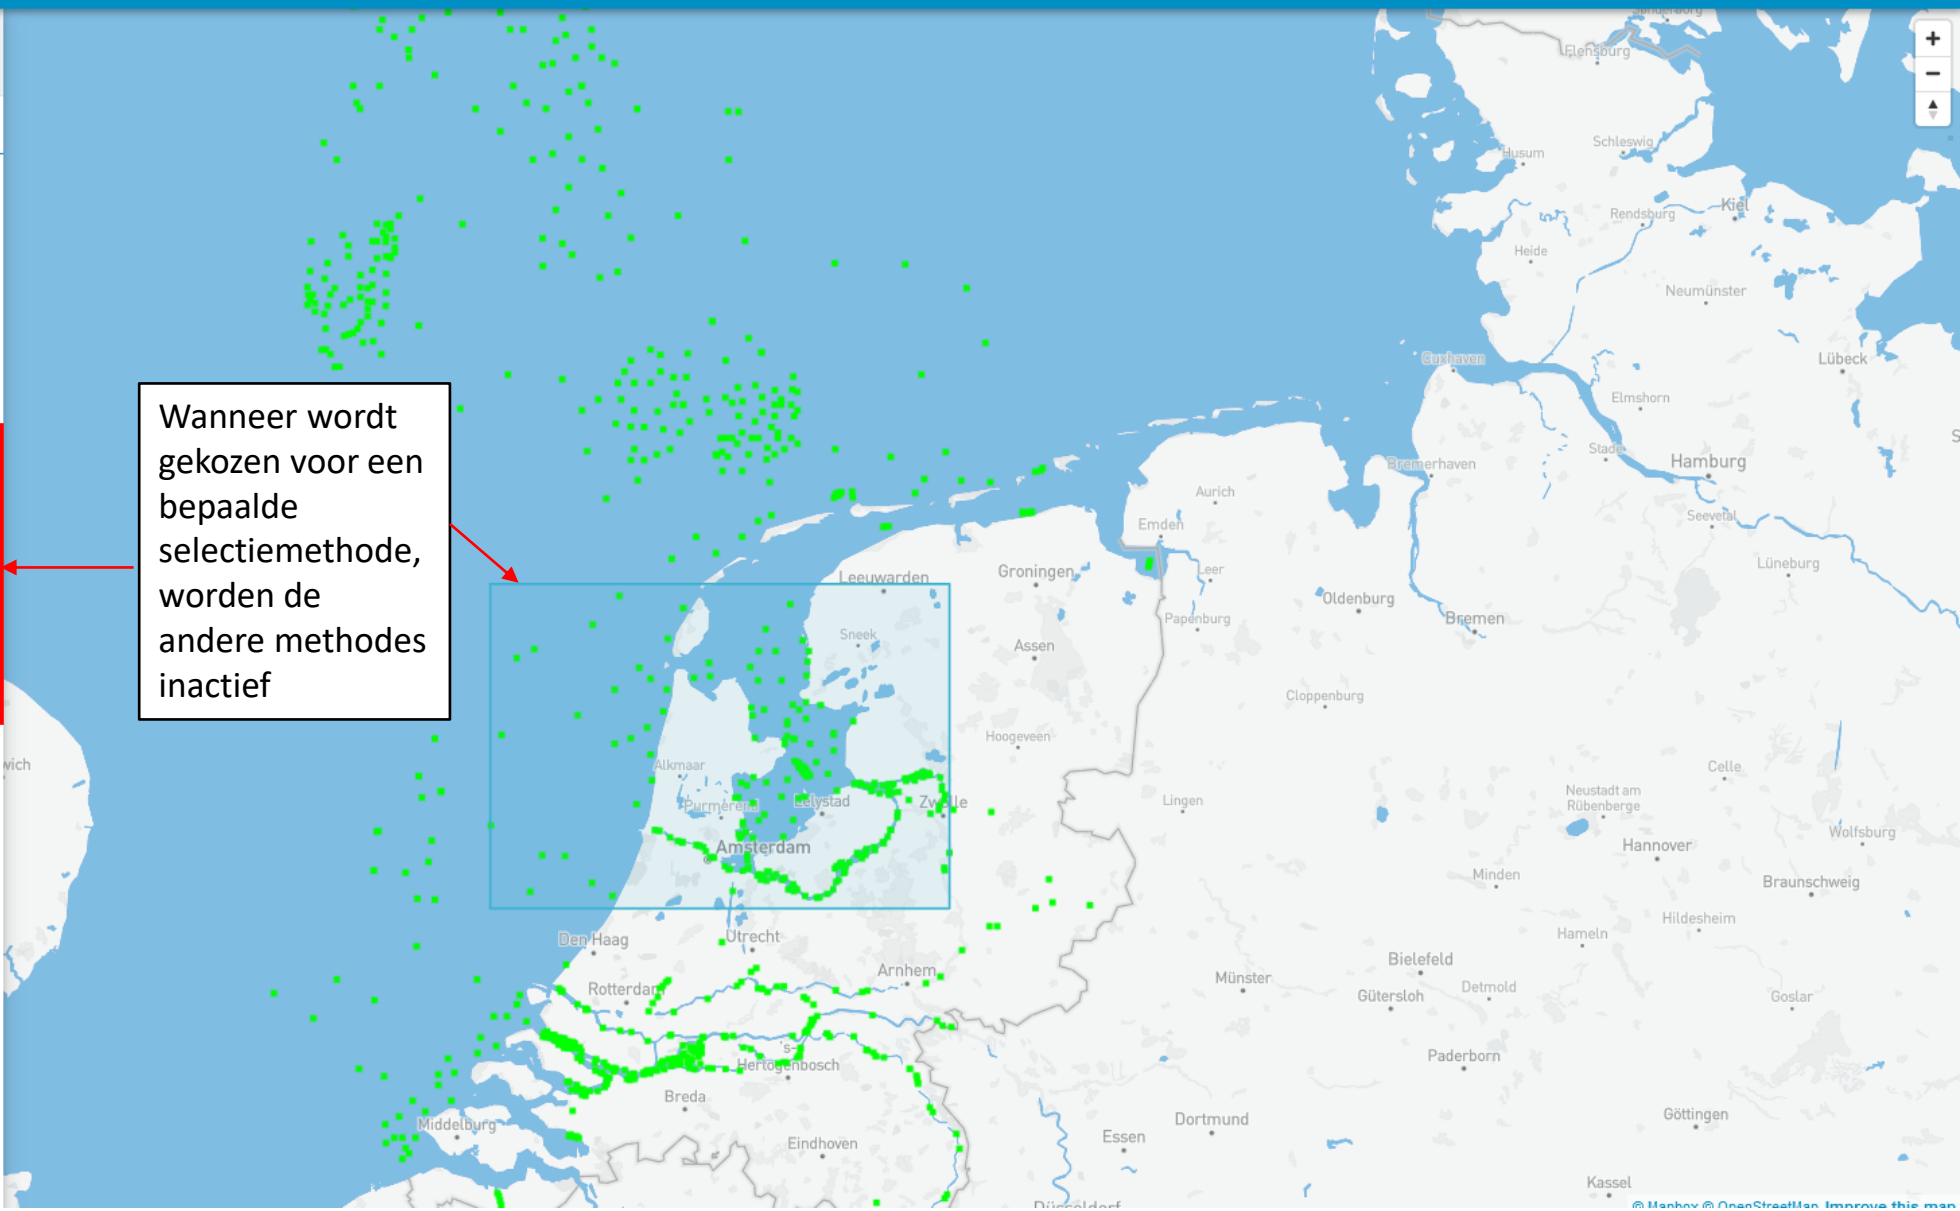 Sønderborg
Flensburg
+
−
Schleswig
Husum
Rendsburg
Kiel
Heide
Neumünster
Cuxhaven
Lübeck
Elmshorn
Wanneer wordt
gekozen voor een
bepaalde
selectiemethode,
worden de
andere methodes
inactief
Stade
Hamburg
Bremerhaven
Aurich
Seevetal
Emden
Lüneburg
Leeuwarden
Groningen
Leer
Oldenburg
Papenburg
Bremen
Sneek
Assen
Cloppenburg
Hoogeveen
wich
Alkmaar
Celle
Purmerend
Lelystad
Zwolle
Lingen
Neustadt am
Rübenberge
Wolfsburg
Amsterdam
Hannover
Minden
Braunschweig
Hildesheim
Hameln
Den Haag
Utrecht
Bielefeld
Arnhem
Münster
Rotterdam
Gütersloh
Detmold
Goslar
's-
Hertogenbosch
Paderborn
Breda
Middelburg
Göttingen
Dortmund
Essen
Eindhoven
Kassel
Düsseldorf
© Mapbox © OpenStreetMap Improve this map